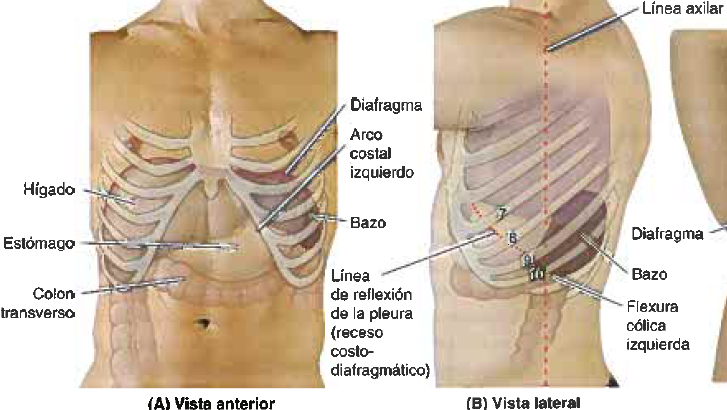 Línea axilar
Diafragma
Arco
costal
izquierdo
Hígado
Bazo
Estómago
Colon
transverso
Línea
de reflexión
de la pleura
(receso
costo-
diafragmático)
7
8
9
10
Diafragma
Bazo
Flexura
cólica
izquierda
(A) Vista anterior
(B) Vista lateral